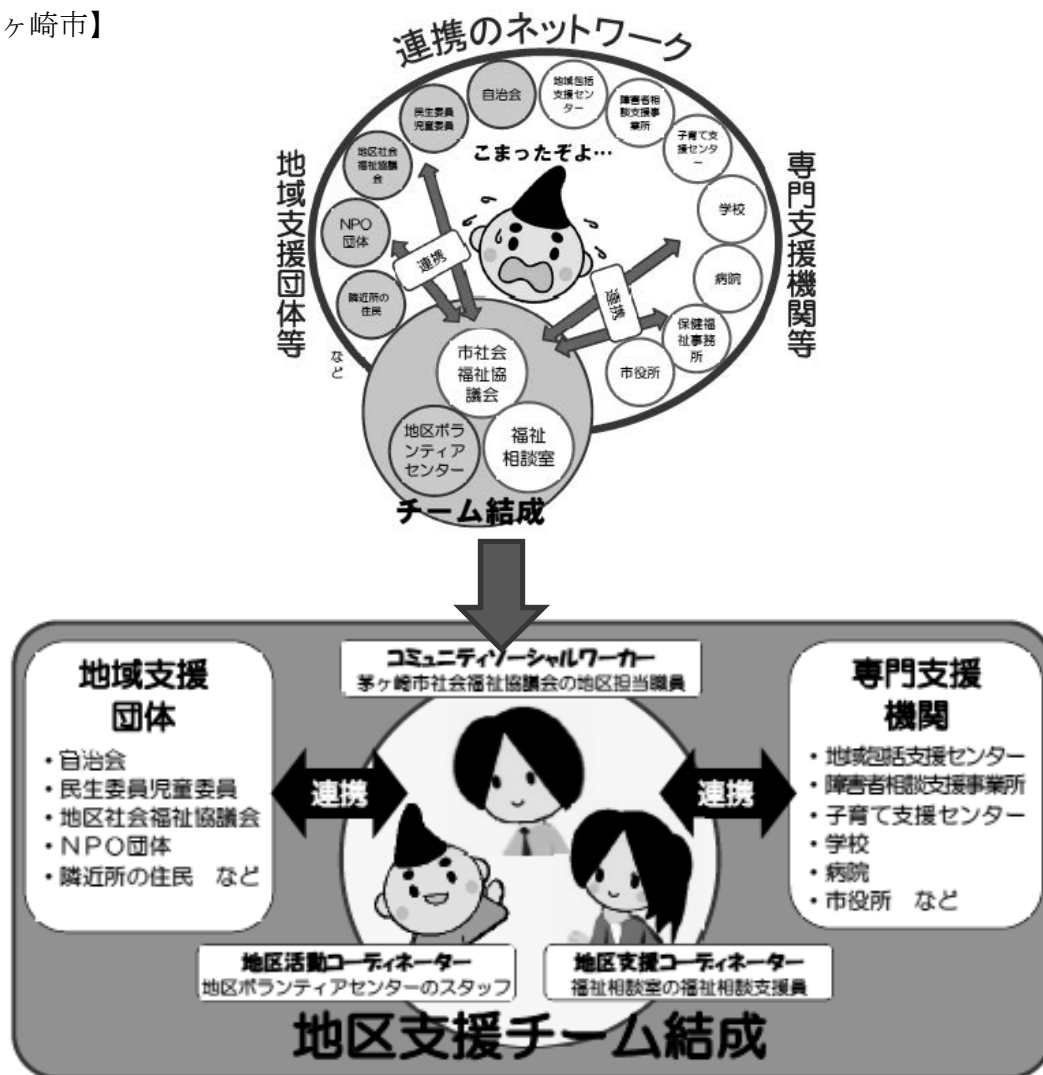 ヶ崎市】
連携のネットワーク
自治会
地域包括
支援セン
ター
民生委員
児童委員
障害者相
談支援事
業所
こまったぞよ…
子育て支
援センタ
ー
地区社会
福祉協議
会
学校
NPO
団体
連携
連携
病院
隣近所の
住民
保健福
祉事務
所
など
市役所
地域支援団体等
専門支援機関等
市社会
福祉協
議会
地区ボラ
ンティア
センター
福祉
相談室
チーム結成
コミュニティソーシャルワーカー
茅ヶ崎市社会福祉協議会の地区担当職員
地域支援
団体
・自治会
・民生委員児童委員
・地区社会福祉協議会
・NPO団体
・隣近所の住民 など
連携
連携
専門支援
機関
・地域包括支援センター
・障害者相談支援事業所
・子育て支援センター
・学校
・病院
・市役所 など
地区活動コーディネーター
地区ボランティアセンターのスタッフ
地区支援コーディネーター
福祉相談室の福祉相談支援員
地区支援チーム結成